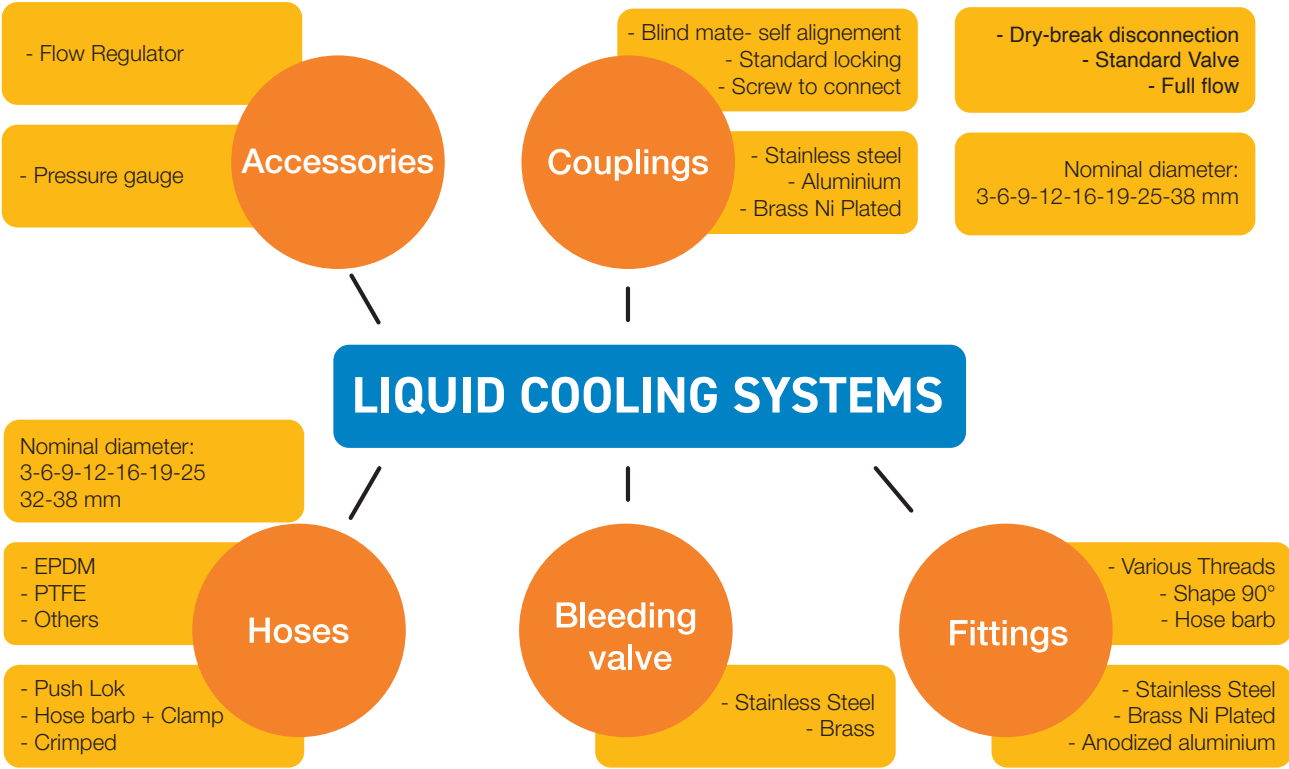 - Flow Regulator
- Pressure gauge
Accessories
- Blind mate- self alignement
- Standard locking
- Screw to connect
Couplings
- Stainless steel
- Aluminium
- Brass Ni Plated
- Dry-break disconnection
- Standard Valve
- Full flow
Nominal diameter:
3-6-9-12-16-19-25-38 mm
LIQUID COOLING SYSTEMS
Nominal diameter:
3-6-9-12-16-19-25
32-38 mm
- EPDM
- PTFE
- Others
Hoses
- Push Lok
- Hose barb + Clamp
- Crimped
Bleeding
valve
- Stainless Steel
- Brass
Fittings
- Various Threads
- Shape 90°
- Hose barb
- Stainless Steel
- Brass Ni Plated
- Anodized aluminium